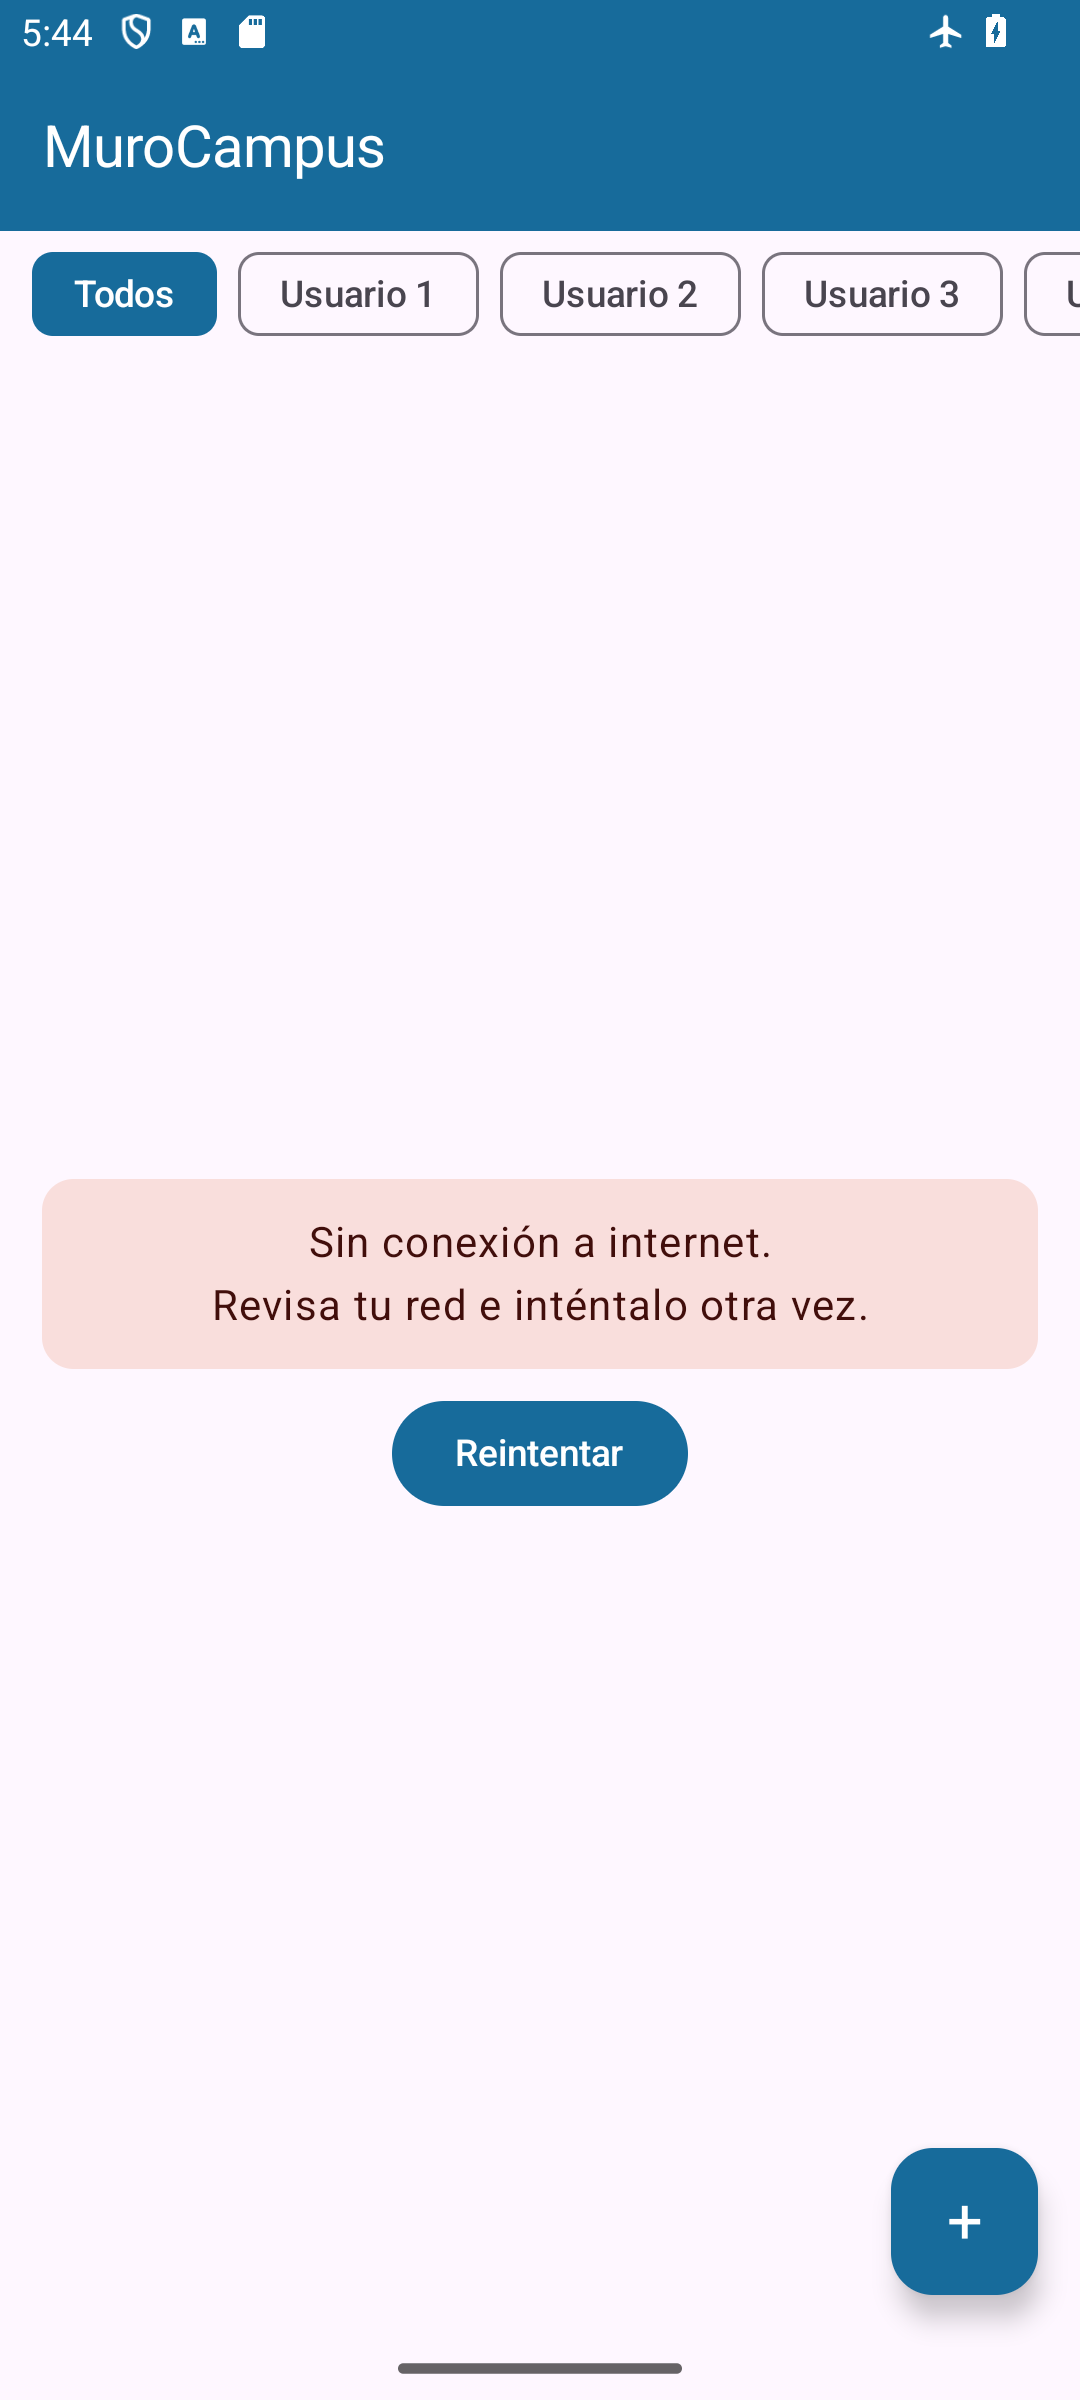 5:44
MuroCampus
Todos
Usuario 1
Usuario 2
Usuario 3
Sin conexión a internet.
Revisa tu red e inténtalo otra vez.
Reintentar
+